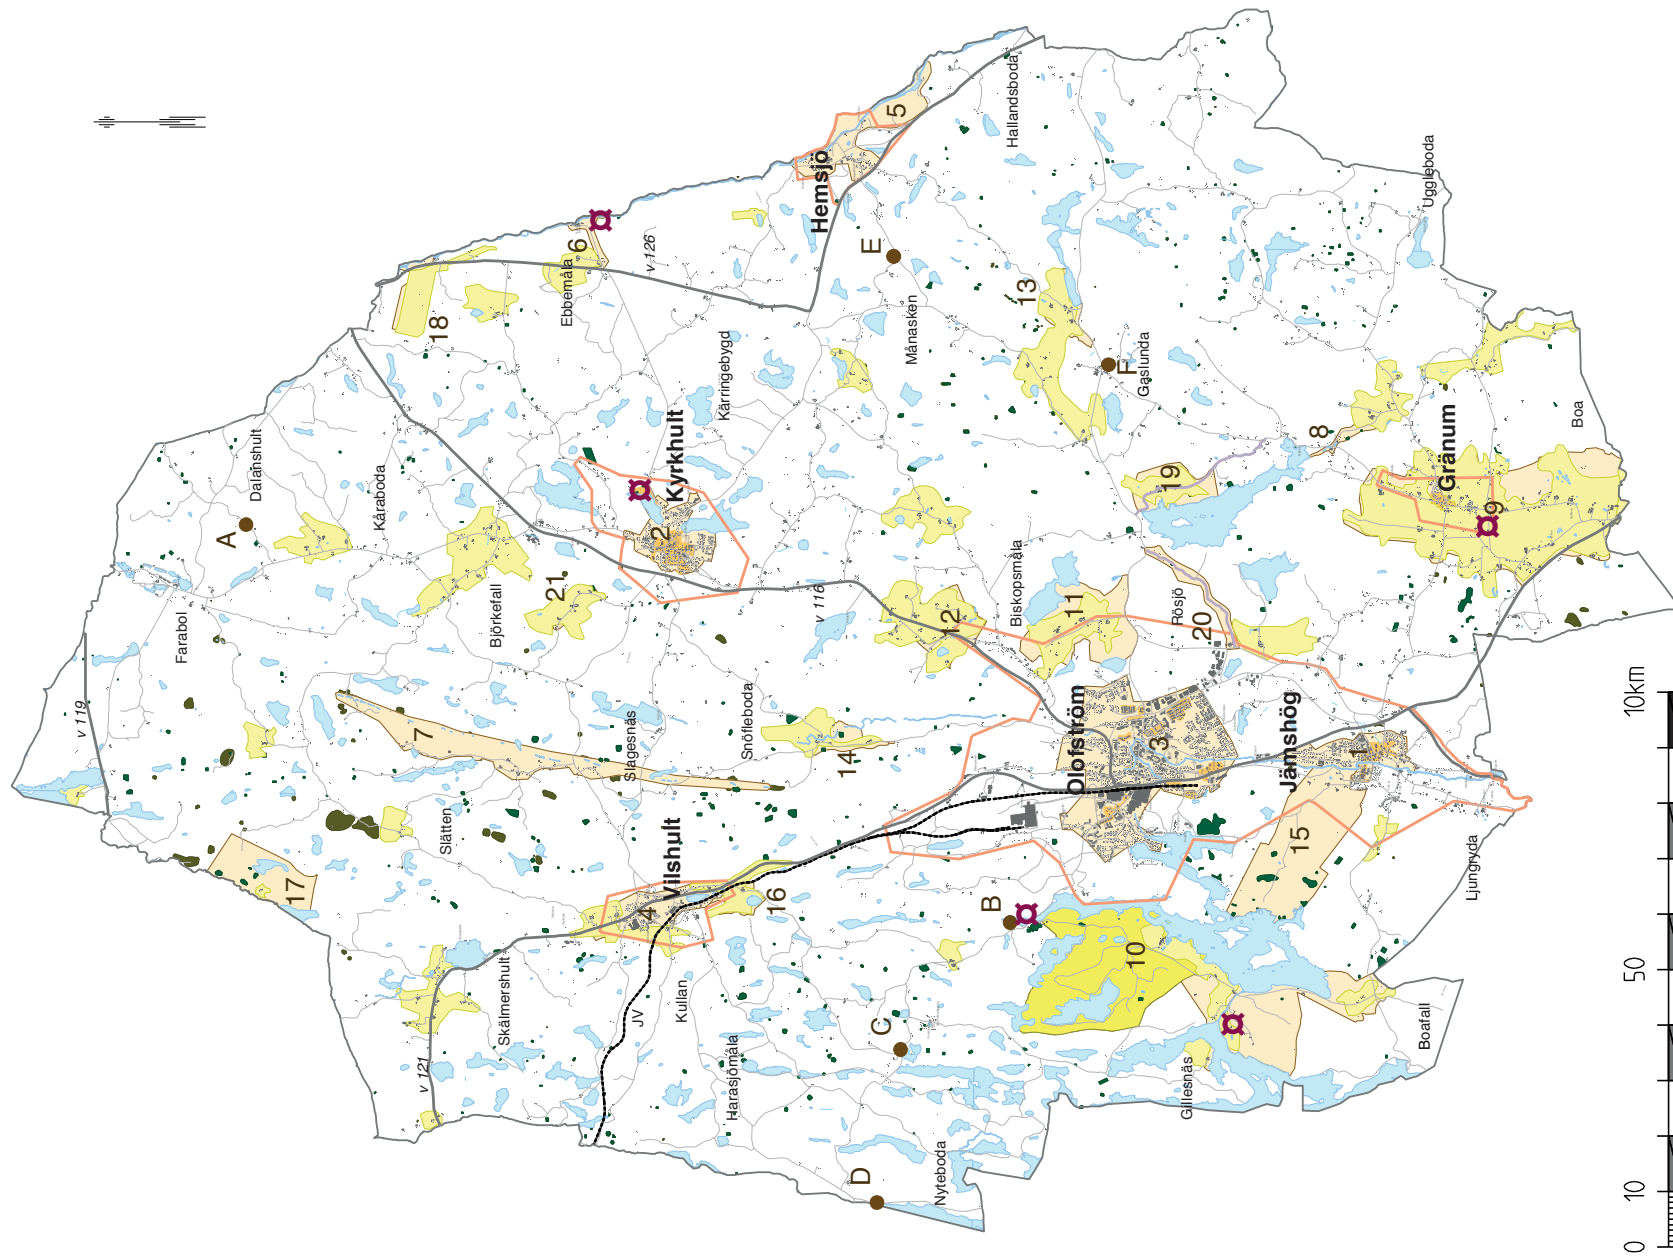 v 119
Farabol
A
Dalanshult
Kåraboda
17
7
Slätten
Björkefall
21
18
v 121
Skälmershult
Ebbemåla
6
v 126
JV
Kullan
4
Vilshult
Slagesnäs
2
Kyrkhult
Kärringebygd
Harasjömåla
16
Snöfleboda
14
v 116
Hemsjö
5
D
C
E
Månasken
Nyteboda
B
12
Biskopsmåla
13
Hallandsboda
11
Olofström
3
10
F
Gaslunda
19
Rösjö
20
Gillesnäs
Jämshög
1
15
8
Uggleboda
Gränum
9
Boafall
Ljungryda
Boa
0
10
50
10km